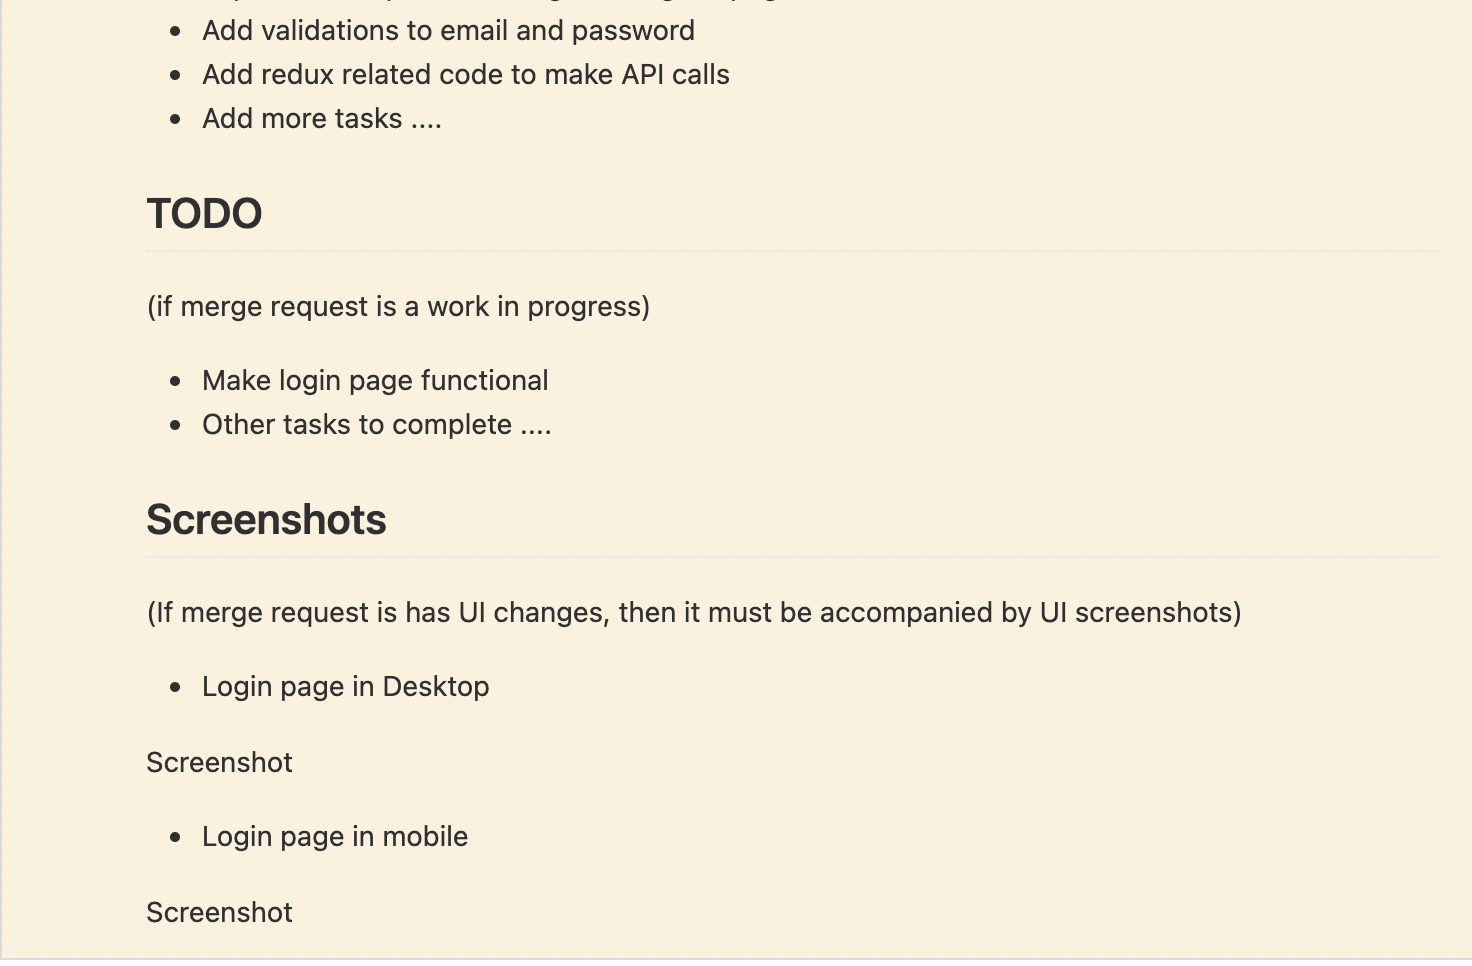 Add validations to email and password
Add redux related code to make API calls
Add more tasks ....
TODO
(if merge request is a work in progress)
Make login page functional
Other tasks to complete ....
Screenshots
(If merge request is has UI changes, then it must be accompanied by UI screenshots)
Login page in Desktop
Screenshot
Login page in mobile
Screenshot